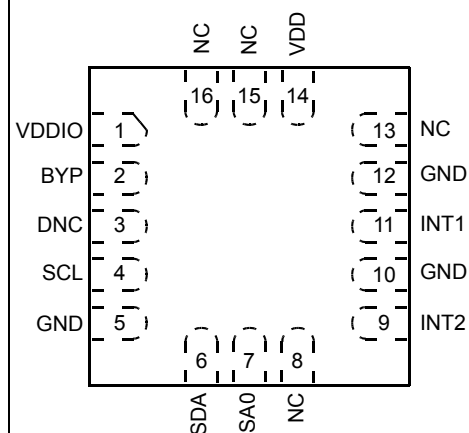 NC NC VDD
16 15 14
VDDIO 1 13 NC
BYP 2 12 GND
DNC 3 11 INT1
SCL 4 10 GND
GND 5 9 INT2
6 7 8
SDA SA0 NC